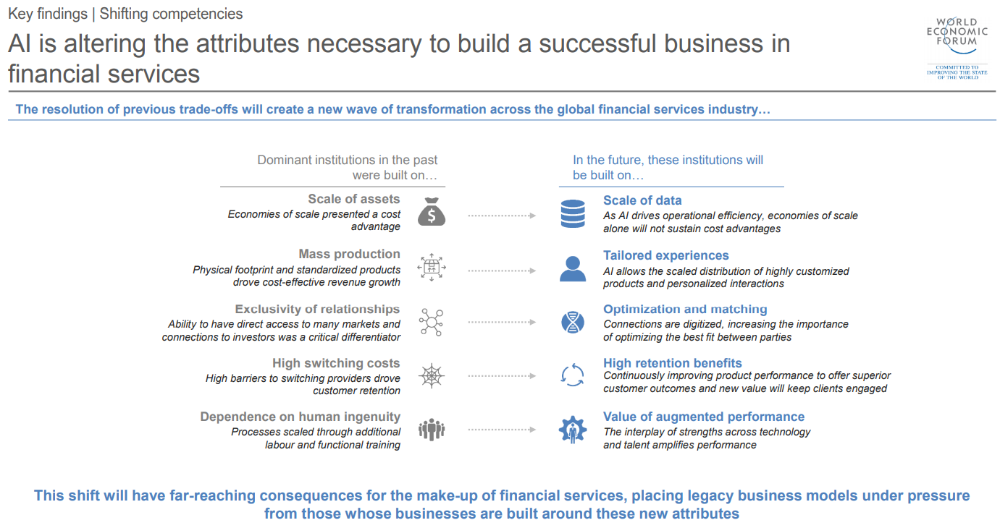 Key findings | Shifting competencies
AI is altering the attributes necessary to build a successful business in
financial services
WORLD
ECONOMIC
FORUM
COMMITTED TO
IMPROVING THE STATE
OF THE WORLD
The resolution of previous trade-offs will create a new wave of transformation across the global financial services industry…
Dominant institutions in the past
were built on…
In the future, these institutions will
be built on…
Scale of assets
Economies of scale presented a cost
advantage
$
Scale of data
As AI drives operational efficiency, economies of scale
alone will not sustain cost advantages
Mass production
Physical footprint and standardized products
drove cost-effective revenue growth
Tailored experiences
AI allows the scaled distribution of highly customized
products and personalized interactions
Exclusivity of relationships
Ability to have direct access to many markets and
connections to investors was a critical differentiator
Optimization and matching
Connections are digitized, increasing the importance
of optimizing the best fit between parties
High switching costs
High barriers to switching providers drove
customer retention
High retention benefits
Continuously improving product performance to offer superior
customer outcomes and new value will keep clients engaged
Dependence on human ingenuity
Processes scaled through additional
labour and functional training
Value of augmented performance
The interplay of strengths across technology
and talent amplifies performance
This shift will have far-reaching consequences for the make-up of financial services, placing legacy business models under pressure
from those whose businesses are built around these new attributes